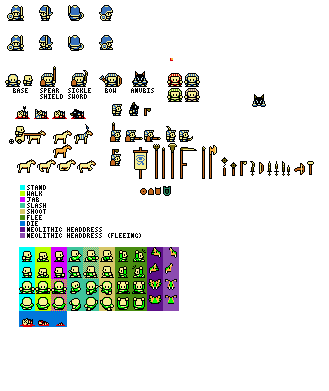 BASE SPEAR SICKLE BOW ANUBIS
SHIELD SWORD
STAND
WALK
JAB
SLASH
SHOOT
FLEE
DIE
NEOLITHIC HEADDRESS
NEOLITHIC HEADDRESS (FLEEING)